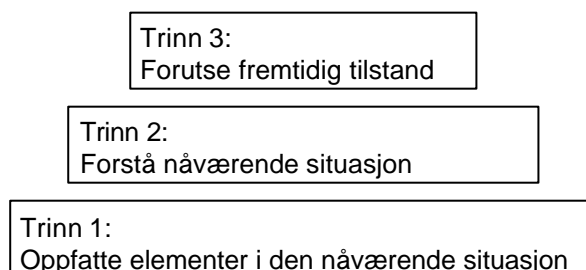 Trinn 3:
Forutse fremtidig tilstand
Trinn 2:
Forstå nåværende situasjon
Trinn 1:
Oppfatte elementer i den nåværende situasjon